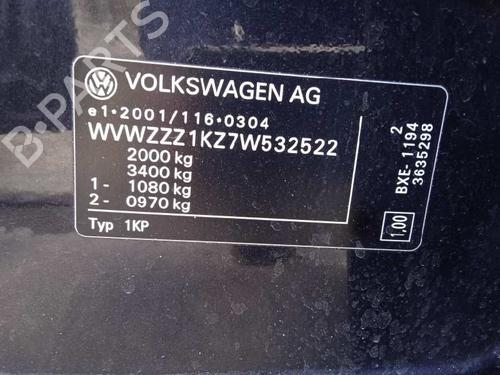 VOLKSWAGEN AG
e1*2001/116*0304
WVWZZZ1KZ7W532522
2000 kg
3400 kg
1 - 1080 kg
2 - 0970 kg
Typ 1KP
2
BXE- 1194
3635298
1,00
B-PARTS